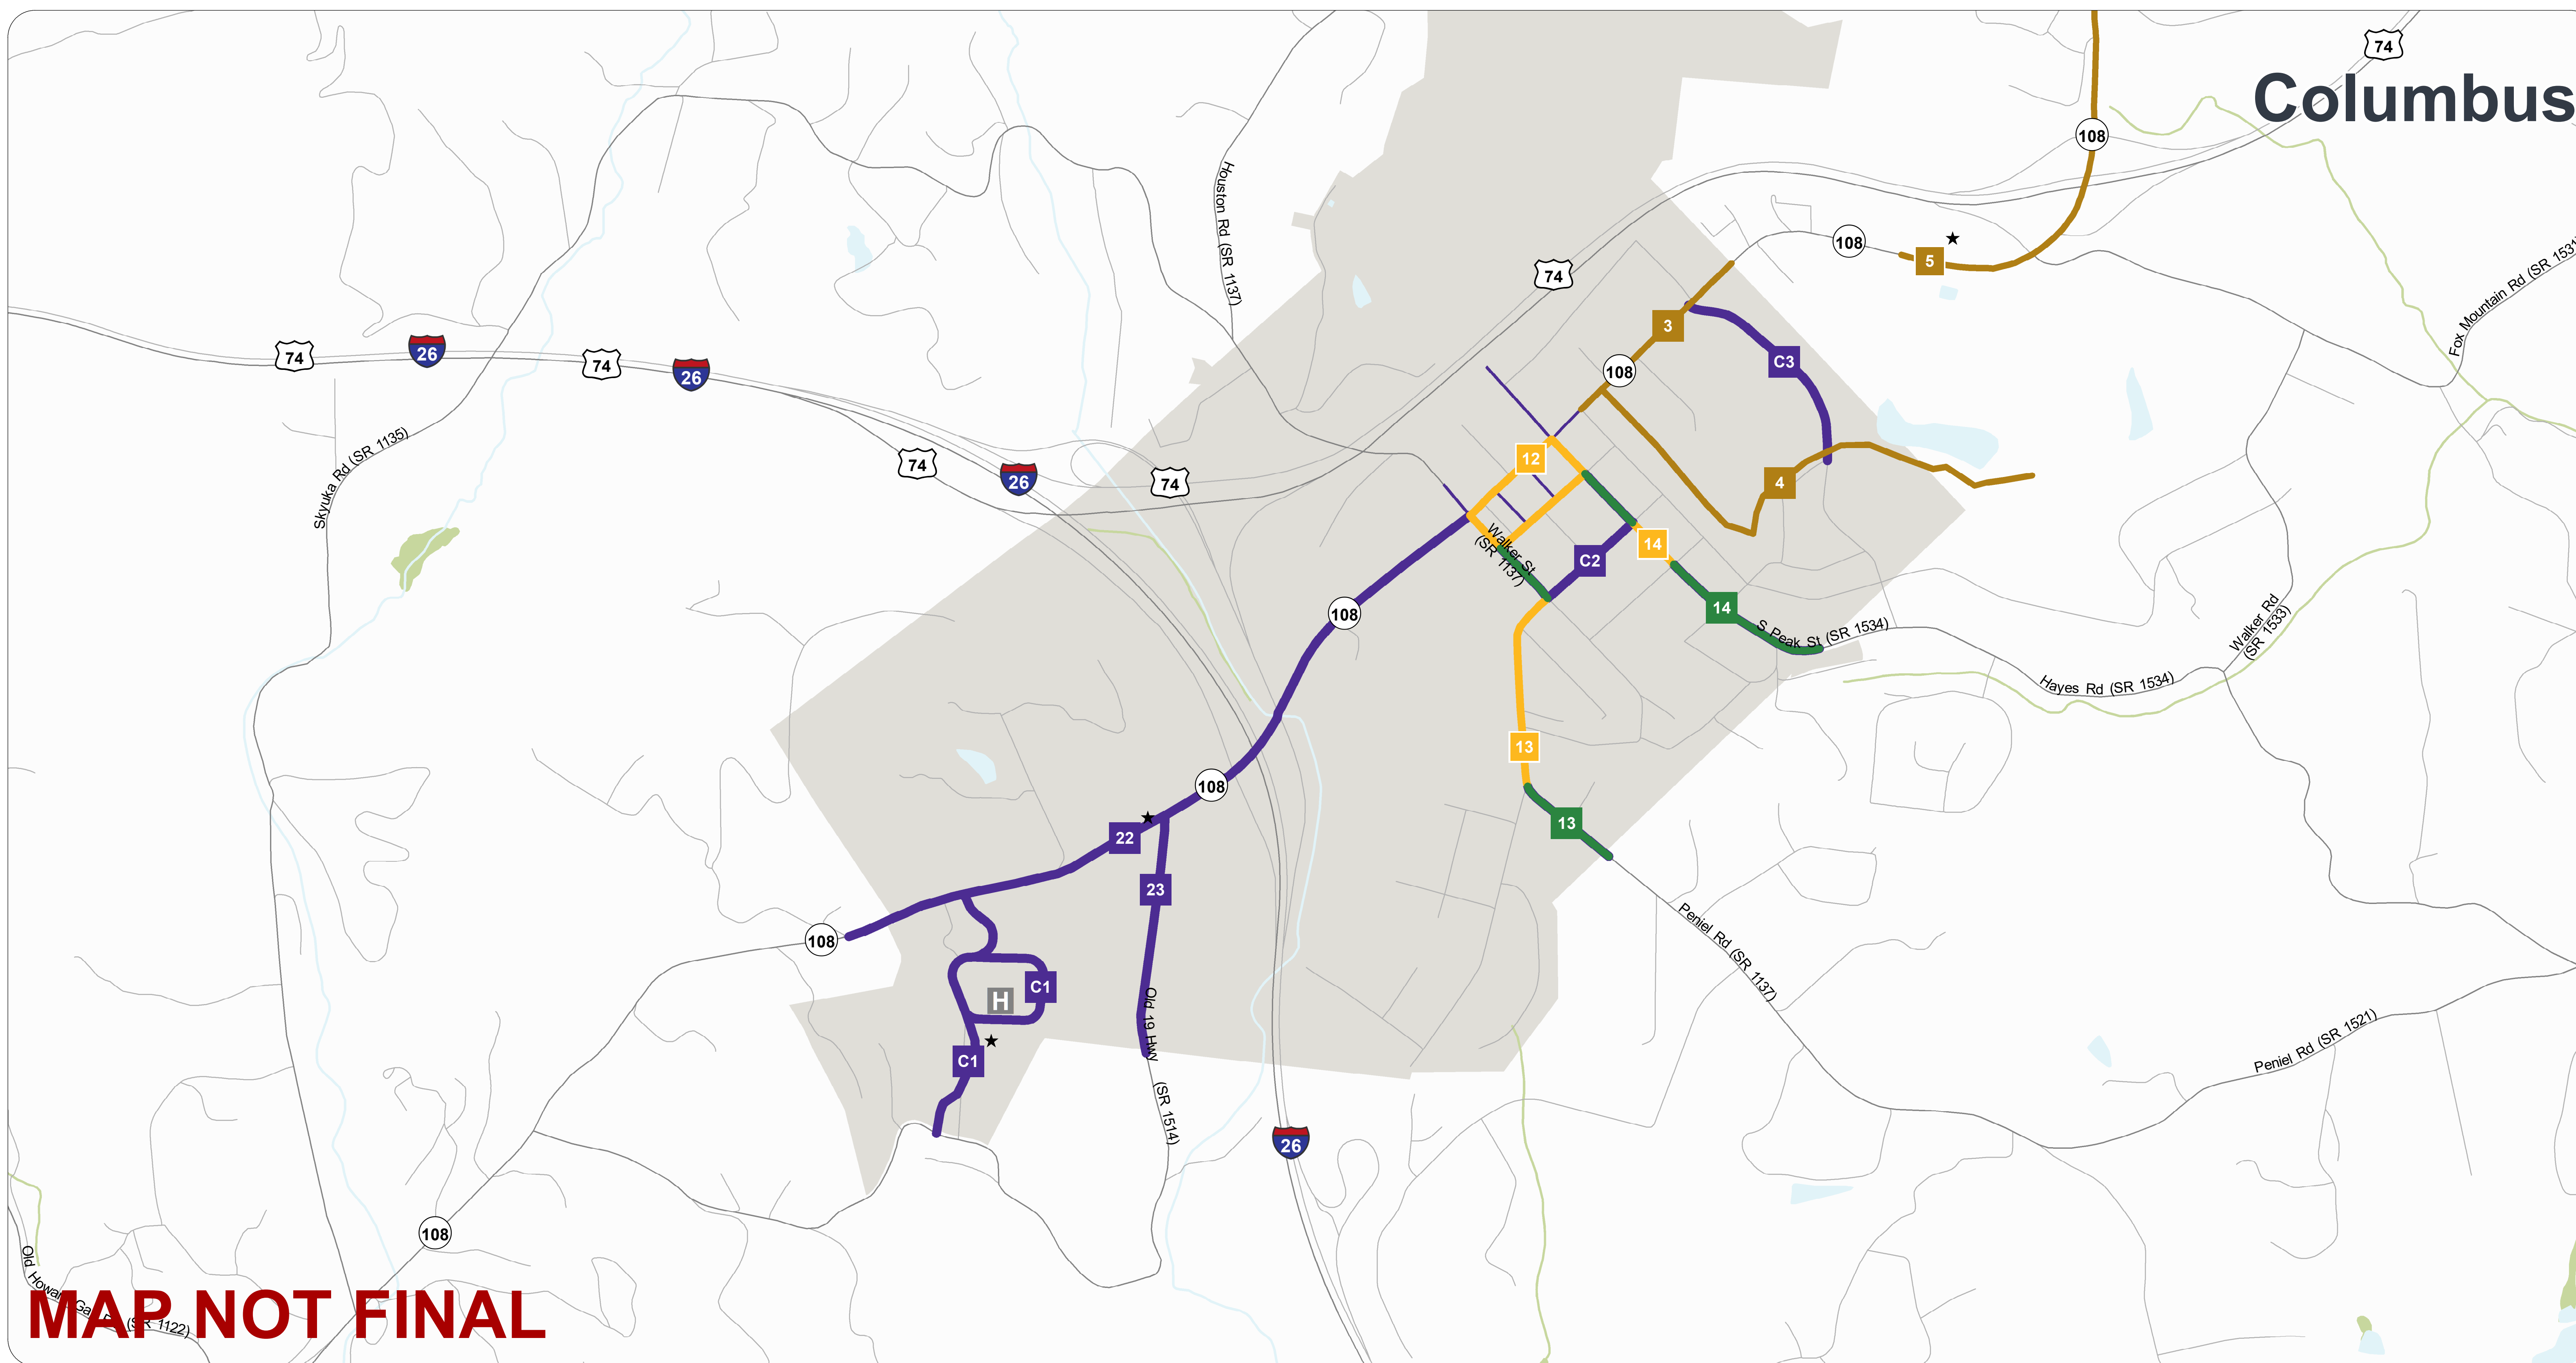 74
Columbus
108
Houston Rd (SR 1137)
108
5
74
Fox Mountain Rd (SR 1531)
3
74
26
74
26
C3
108
Skyuka Rd (SR 1135)
12
74
26
74
4
Walker St
(SR 1137)
14
C2
108
14
S Peak St (SR 1534)
Walker Rd
(SR 1533)
Hayes Rd (SR 1534)
13
108
13
22
23
108
Peniel Rd (SR 1137)
C1
H
Old 19 Hwy
(SR 1514)
C1
Peniel Rd (SR 1521)
26
108
MAP NOT FINAL
(SR 1122)